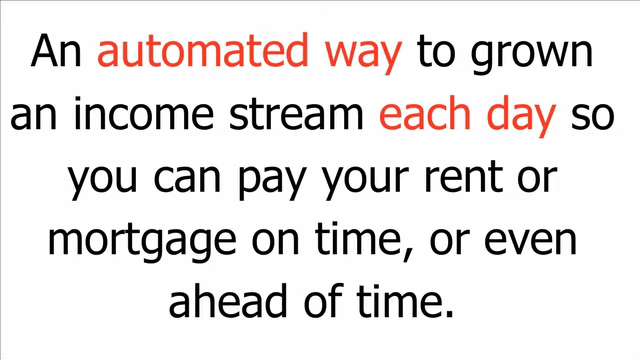 An automated way to grown
an income stream each day so
you can pay your rent or
mortgage on time, or even
ahead of time.